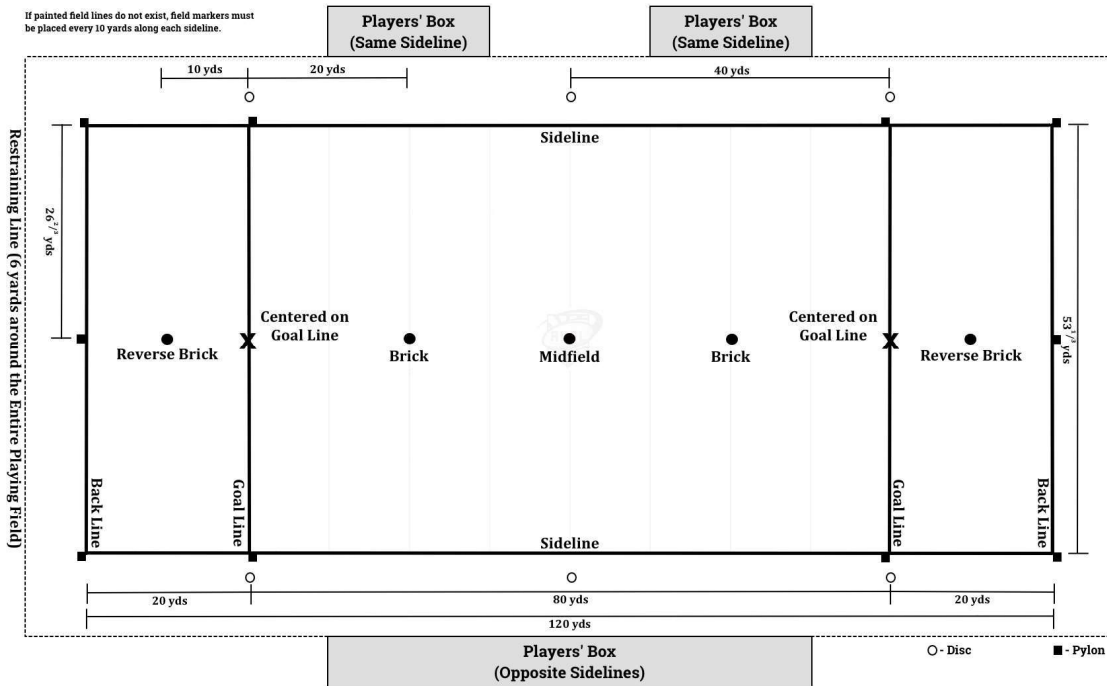 If painted field lines do not exist, field markers must
be placed every 10 yards along each sideline.
Players' Box
(Same Sideline)
Players' Box
(Same Sideline)
10 yds
20 yds
40 yds
Sideline
Restraining Line (6 yards around the Entire Playing Field)
26 2/3 yds
53 1/3 yds
Centered on
Goal Line
Centered on
Goal Line
Reverse Brick
Brick
Midfield
Brick
Reverse Brick
Back Line
Goal Line
Goal Line
Back Line
Sideline
20 yds
80 yds
20 yds
120 yds
Players' Box
(Opposite Sidelines)
- Disc
- Pylon